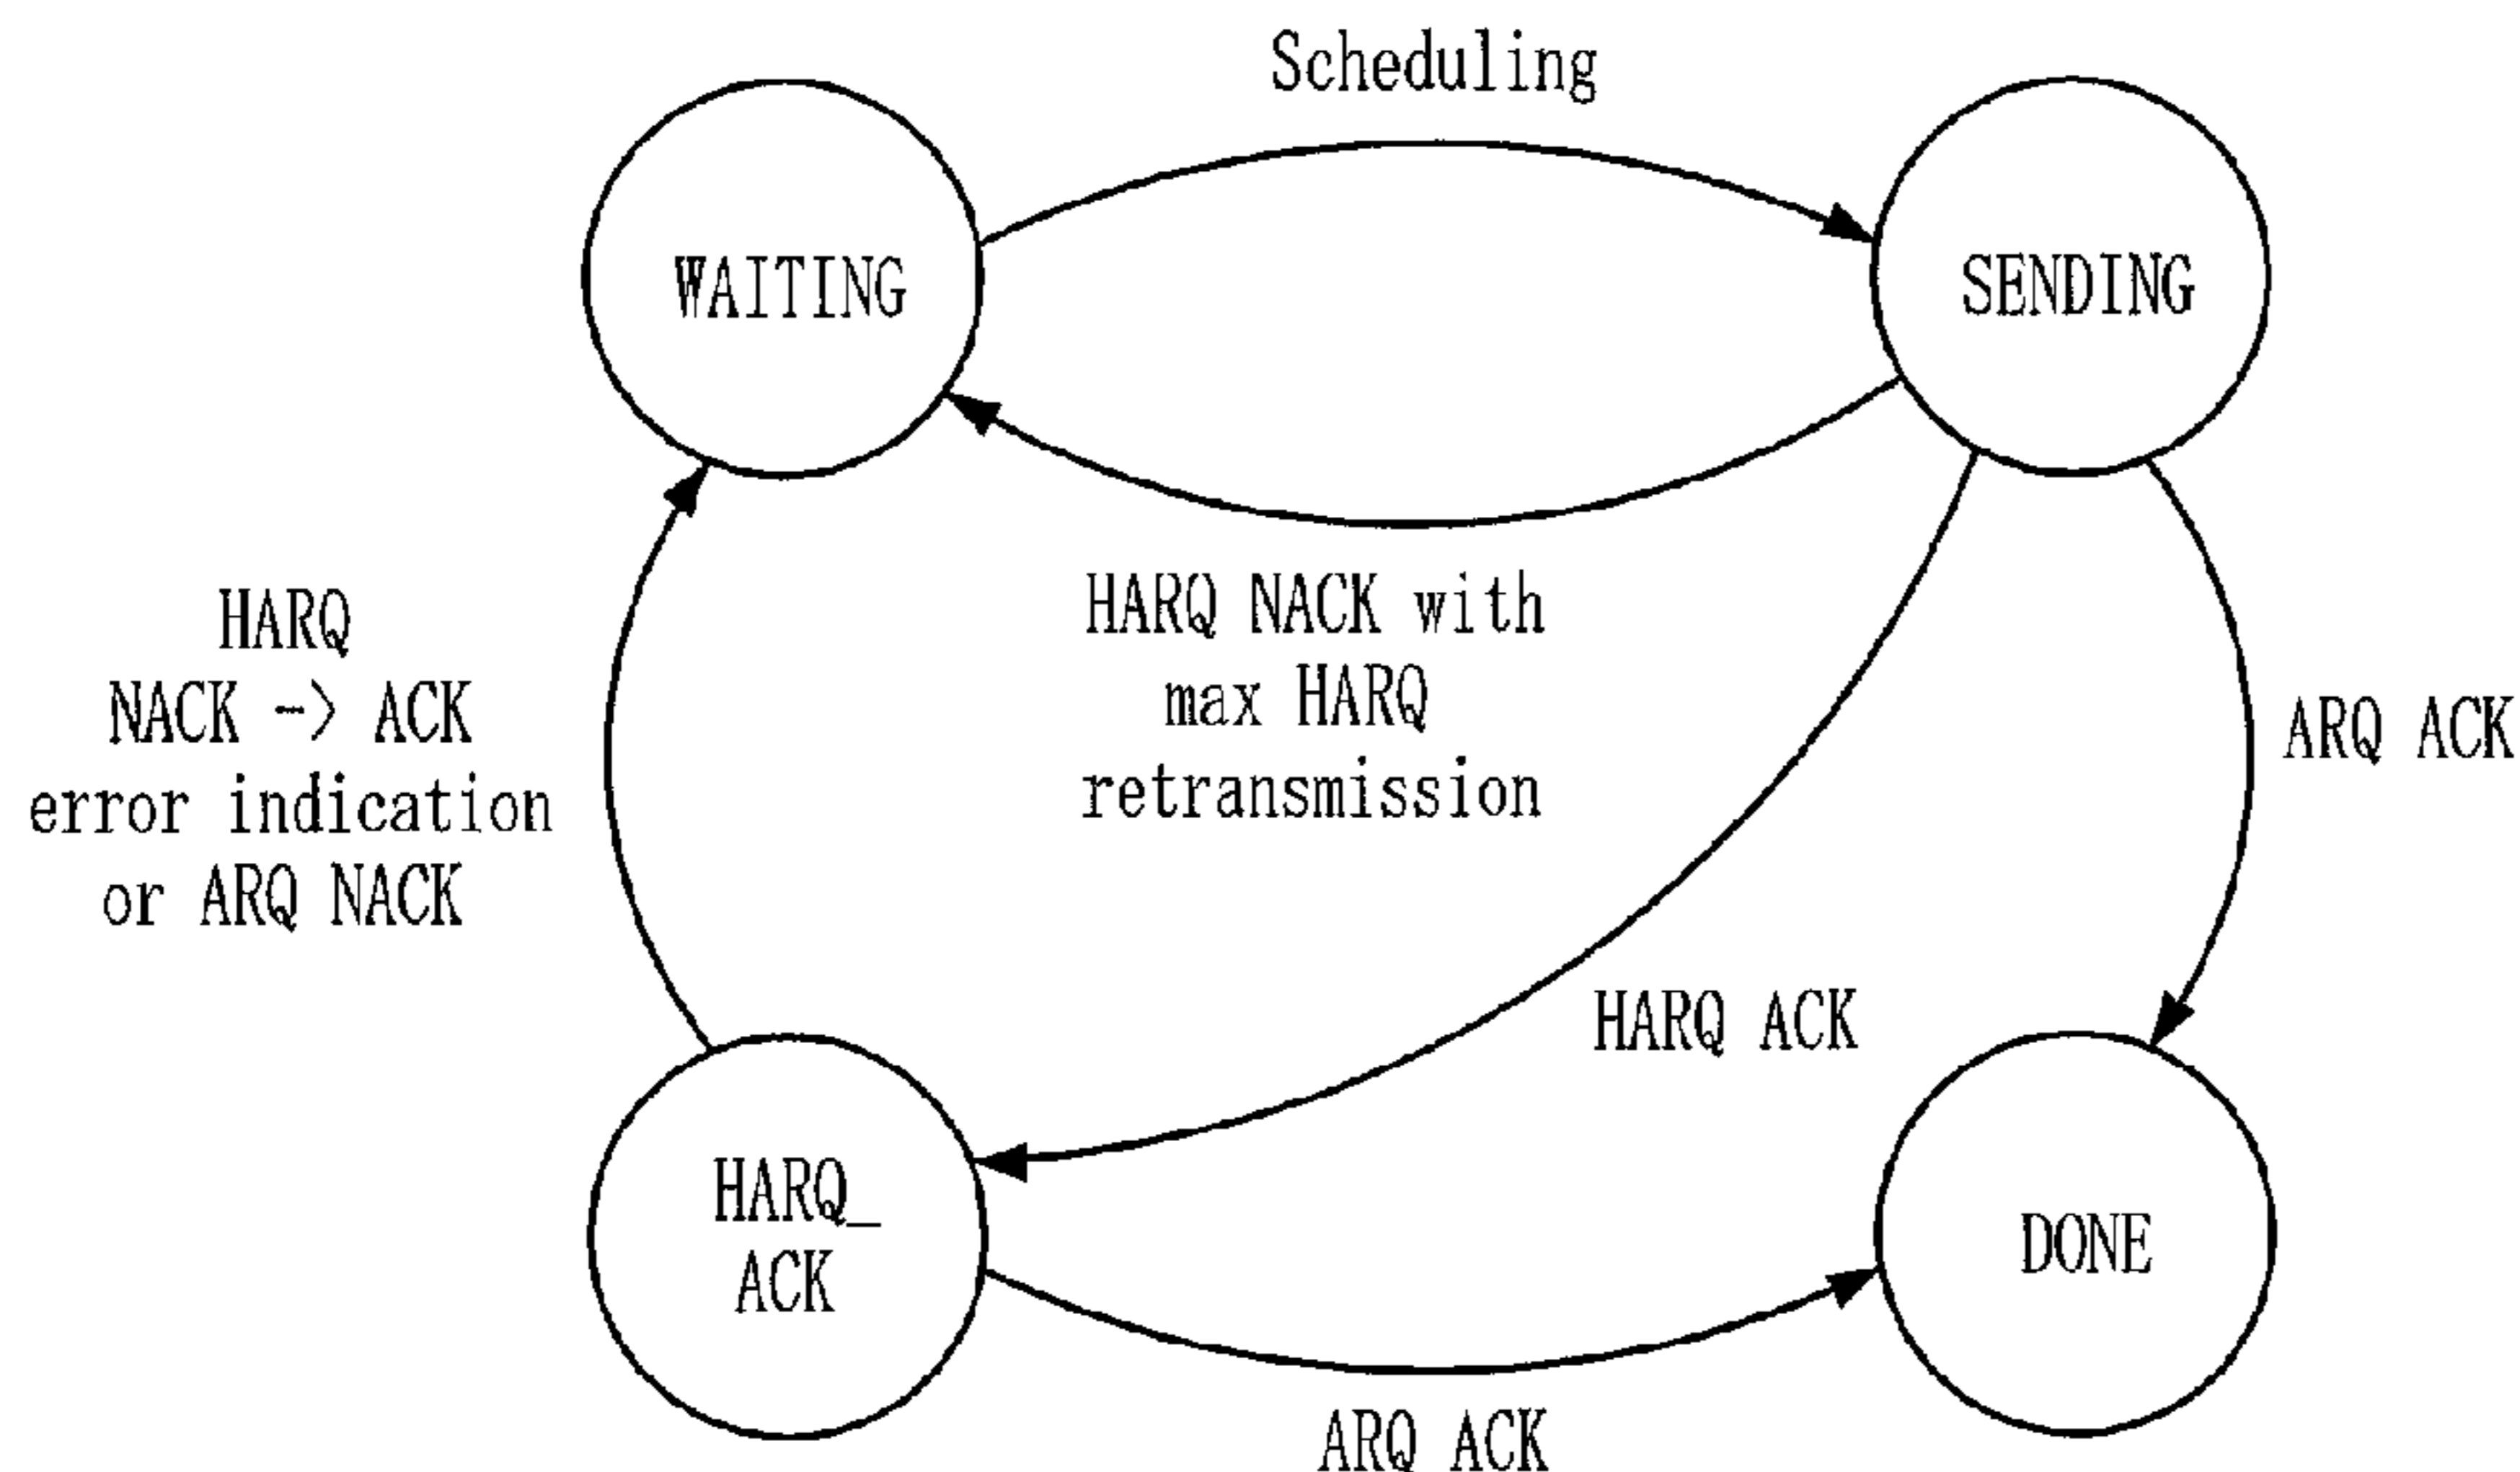 Scheduling
WAITING
SENDING
HARQ
NACK -> ACK
error indication
or ARQ NACK
HARQ NACK with
max HARQ
retransmission
ARQ ACK
HARQ ACK
HARQ_
ACK
DONE
ARQ ACK